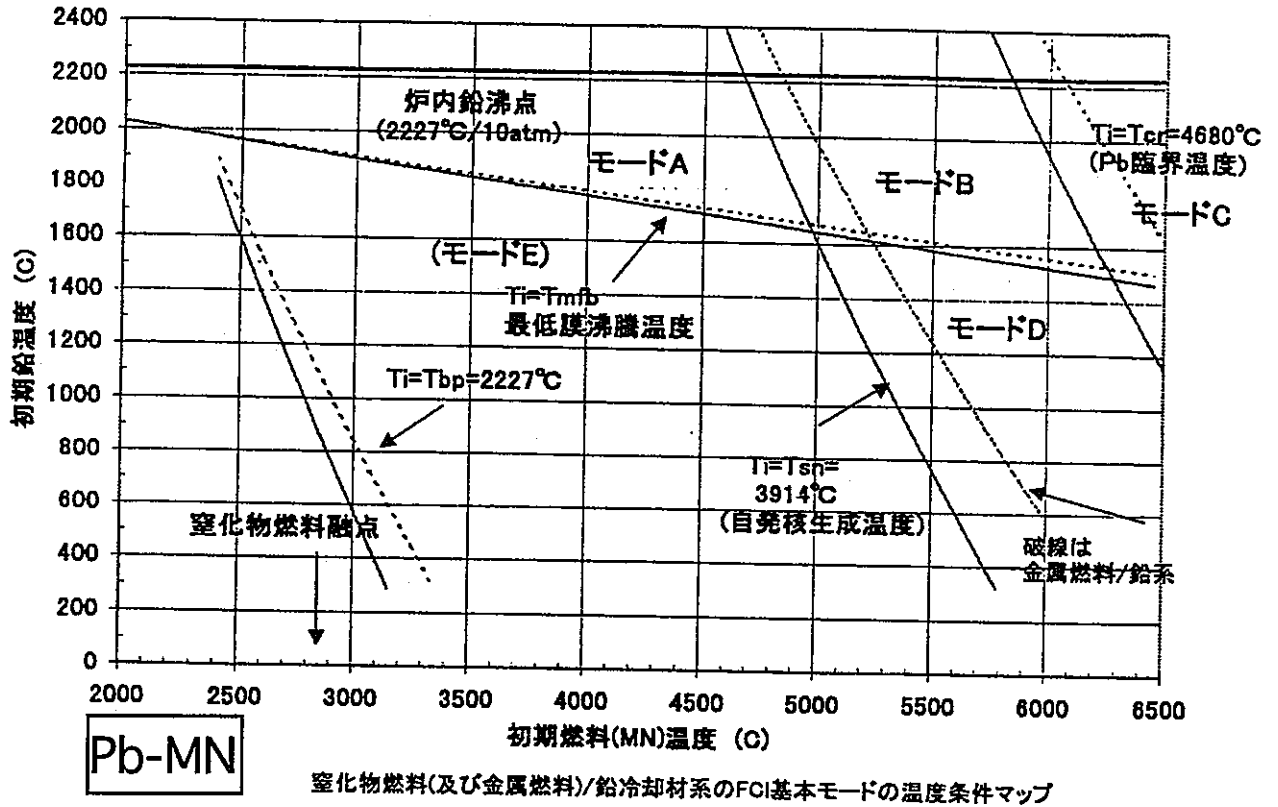 2400
2200
2000
1800
1600
1400
1200
1000
800
600
400
200
0
初期鉛温度 (C)
炉内鉛沸点
(2227℃/10atm)
モードA
モードB
Ti=Tcr=4680℃
(Pb臨界温度)
モードC
(モードE)
Ti=Tmfb
最低膜沸騰温度
モードD
Ti=Tbp=2227℃
Ti=Tsn=
3914℃
(自発核生成温度)
窒化物燃料融点
破線は
金属燃料/鉛系
2000 2500 3000 3500 4000 4500 5000 5500 6000 6500
初期燃料(MN)温度 (C)
Pb-MN
窒化物燃料(及び金属燃料)/鉛冷却材系のFCI基本モードの温度条件マップ